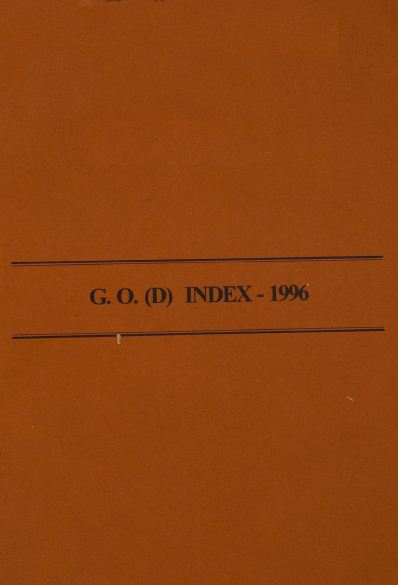 G. O. (D) INDEX - 1996